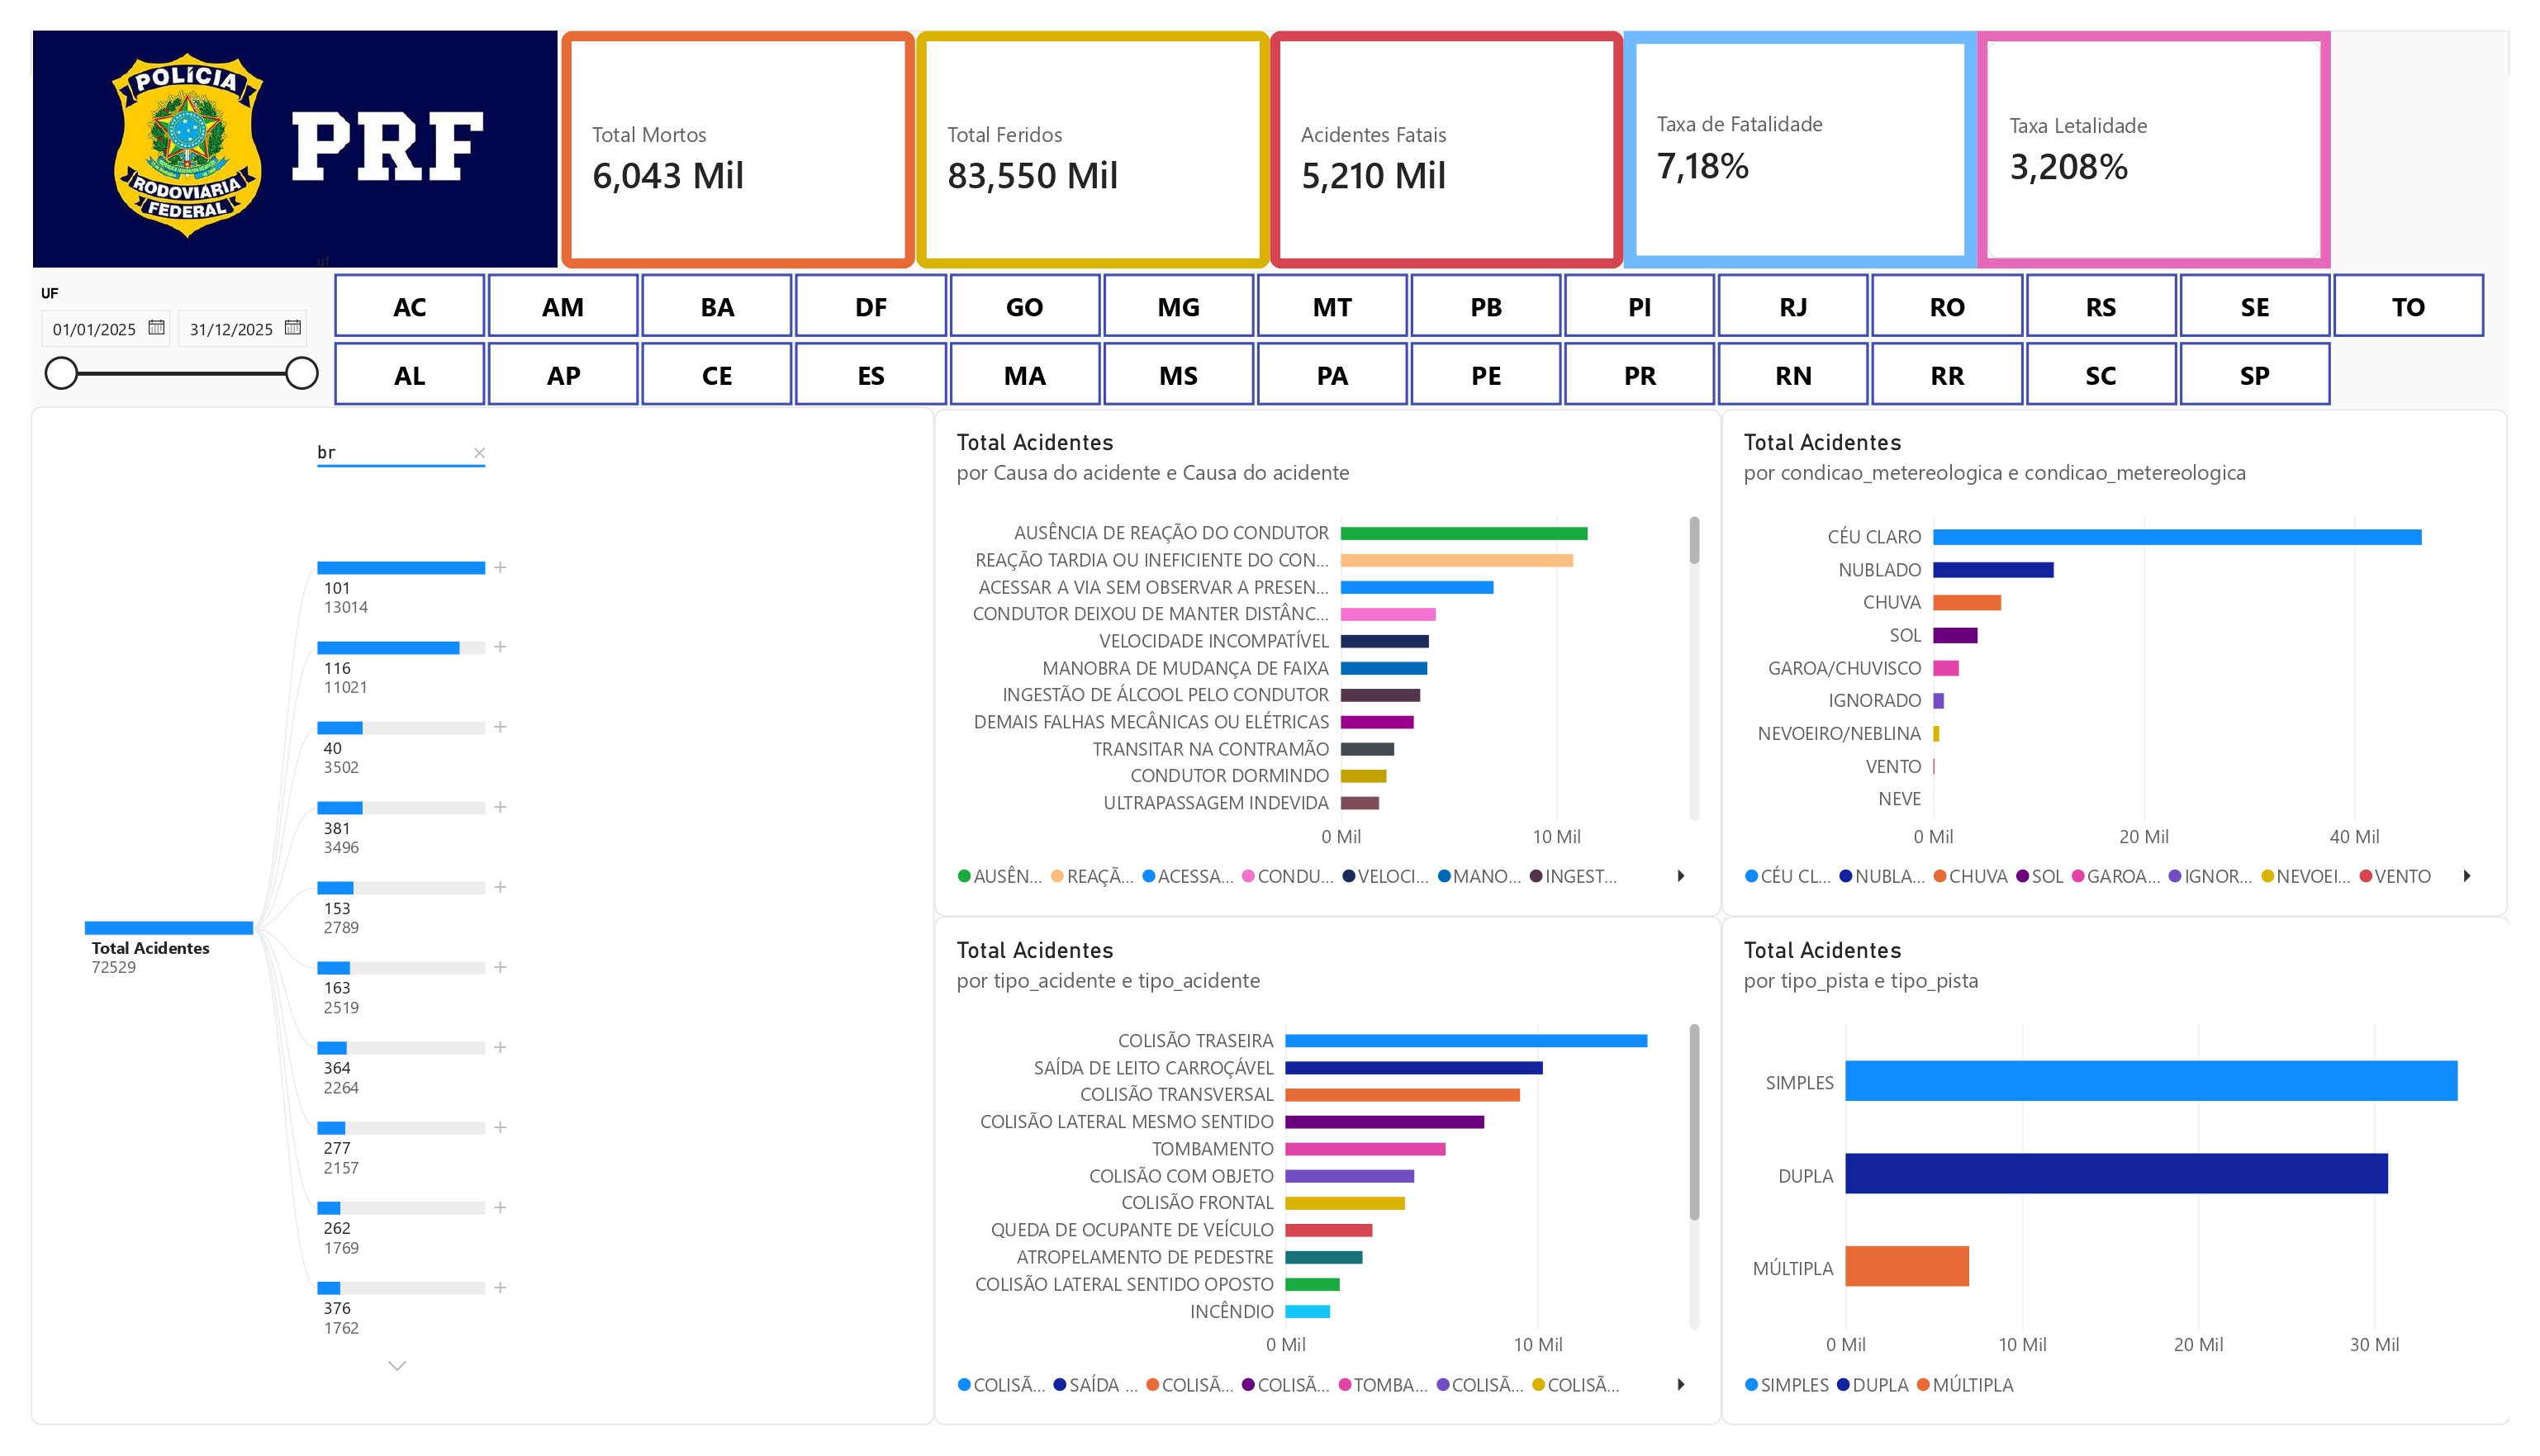 POLÍCIA
RODOVIÁRIA
FEDERAL
PRF
Total Mortos
6,043 Mil
Total Feridos
83,550 Mil
Acidentes Fatais
5,210 Mil
Taxa de Fatalidade
7,18%
Taxa Letalidade
3,208%
uf
UF
01/01/2025
31/12/2025
AC
AM
BA
DF
GO
MG
MT
PB
PI
RJ
RO
RS
SE
TO
AL
AP
CE
ES
MA
MS
PA
PE
PR
RN
RR
SC
SP
br
Total Acidentes
72529
101
13014
116
11021
40
3502
381
3496
153
2789
163
2519
364
2264
277
2157
262
1769
376
1762
Total Acidentes
por Causa do acidente e Causa do acidente
AUSÊNCIA DE REAÇÃO DO CONDUTOR
REAÇÃO TARDIA OU INEFICIENTE DO CON...
ACESSAR A VIA SEM OBSERVAR A PRESEN...
CONDUTOR DEIXOU DE MANTER DISTÂNC...
VELOCIDADE INCOMPATÍVEL
MANOBRA DE MUDANÇA DE FAIXA
INGESTÃO DE ÁLCOOL PELO CONDUTOR
DEMAIS FALHAS MECÂNICAS OU ELÉTRICAS
TRANSITAR NA CONTRAMÃO
CONDUTOR DORMINDO
ULTRAPASSAGEM INDEVIDA
0 Mil 10 Mil
AUSÊN... REAÇÃ... ACESSA... CONDU... VELOCI... MANO... INGEST...
Total Acidentes
por condicao_metereologica e condicao_metereologica
CÉU CLARO
NUBLADO
CHUVA
SOL
GAROA/CHUVISCO
IGNORADO
NEVOEIRO/NEBLINA
VENTO
NEVE
0 Mil 20 Mil 40 Mil
CÉU CL... NUBLA... CHUVA SOL GAROA... IGNOR... NEVOEI... VENTO
Total Acidentes
por tipo_acidente e tipo_acidente
COLISÃO TRASEIRA
SAÍDA DE LEITO CARROÇÁVEL
COLISÃO TRANSVERSAL
COLISÃO LATERAL MESMO SENTIDO
TOMBAMENTO
COLISÃO COM OBJETO
COLISÃO FRONTAL
QUEDA DE OCUPANTE DE VEÍCULO
ATROPELAMENTO DE PEDESTRE
COLISÃO LATERAL SENTIDO OPOSTO
INCÊNDIO
0 Mil 10 Mil
COLISÃ... SAÍDA ... COLISÃ... COLISÃ... TOMBA... COLISÃ... COLISÃ...
Total Acidentes
por tipo_pista e tipo_pista
SIMPLES
DUPLA
MÚLTIPLA
0 Mil 10 Mil 20 Mil 30 Mil
SIMPLES DUPLA MÚLTIPLA